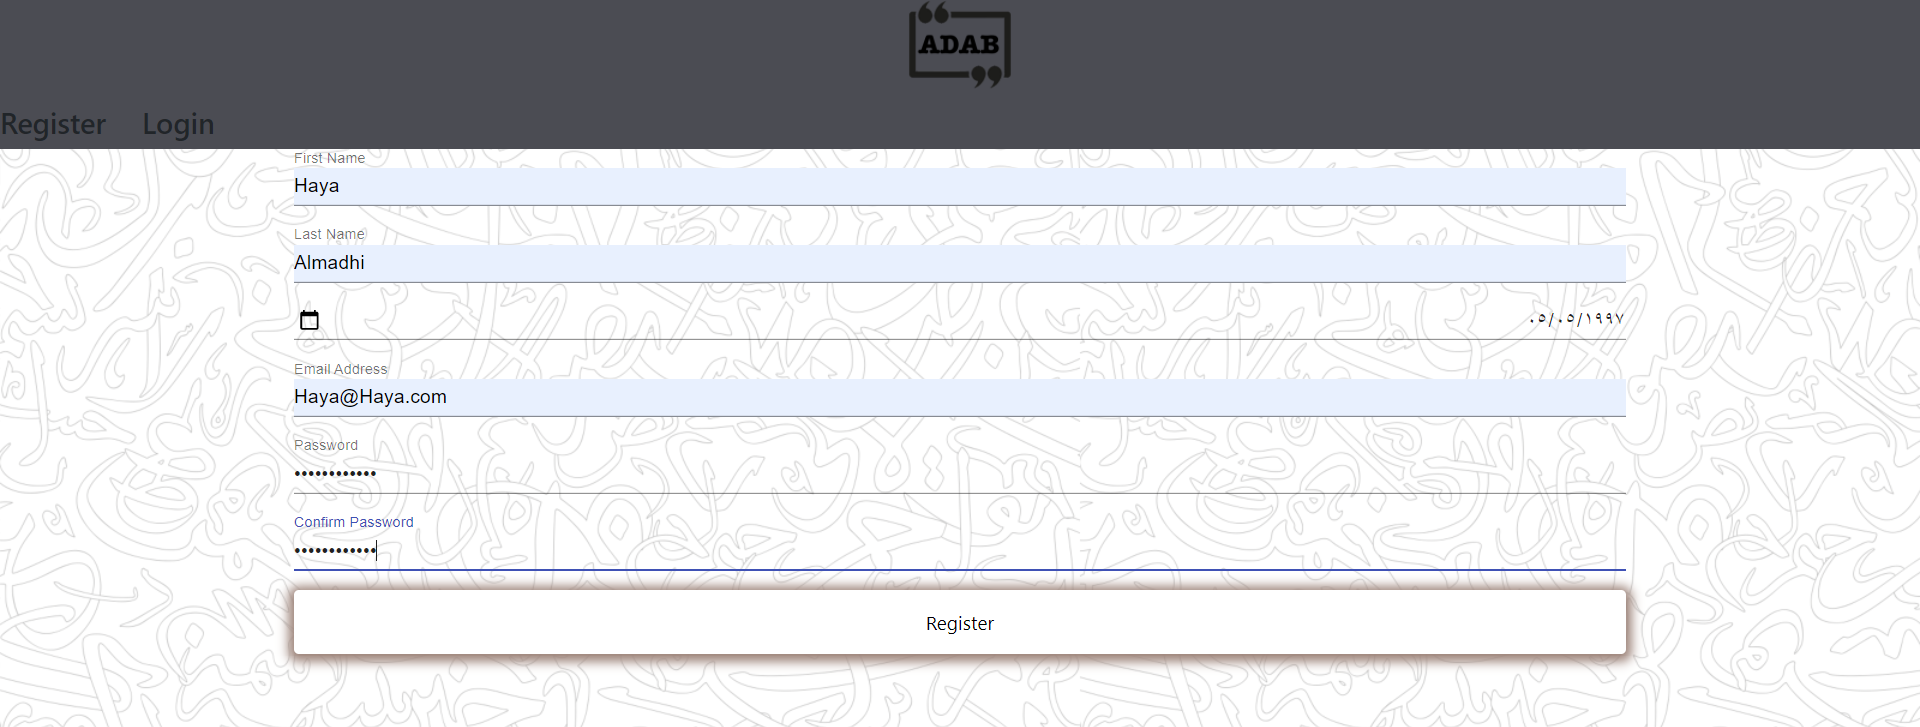 ADAB
Register Login
First Name
Haya
Last Name
Almadhi
٠٥/٠٥/١٩٩٧
Email Address
Haya@Haya.com
Password
••••••••••••
Confirm Password
••••••••••••
Register